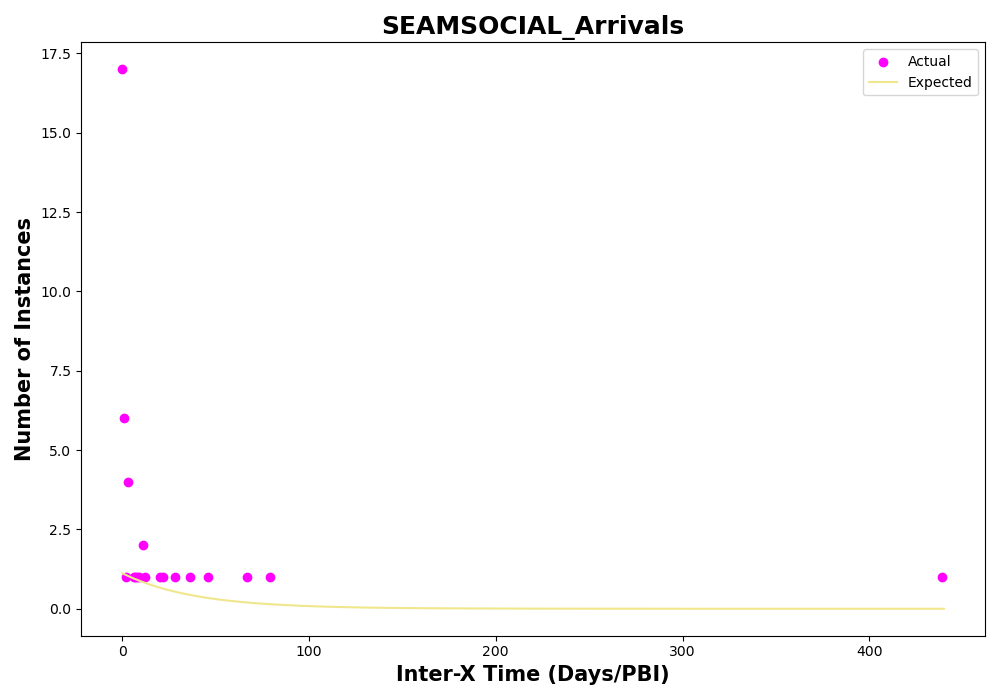 SEAMSOCIAL_Arrivals
Number of Instances
17.5
15.0
12.5
10.0
7.5
5.0
2.5
0.0
Actual
Expected
0
100
200
300
400
Inter-X Time (Days/PBI)